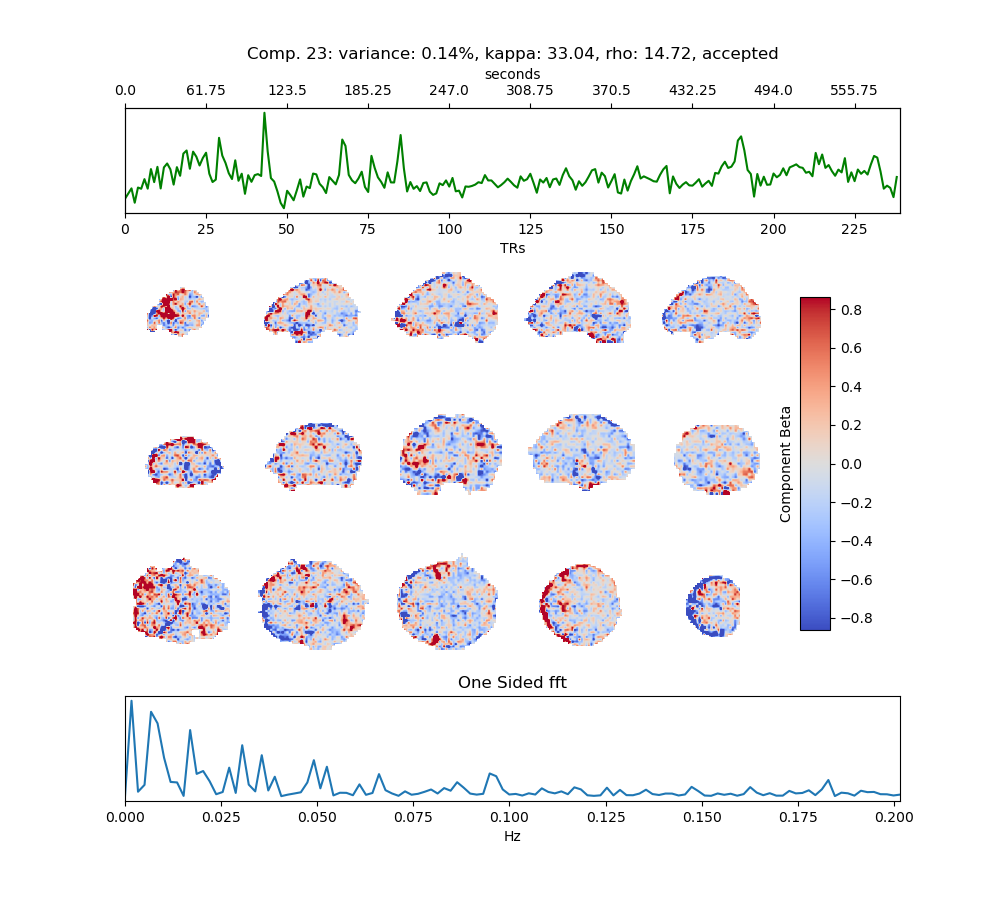 Comp. 23: variance: 0.14%, kappa: 33.04, rho: 14.72, accepted
seconds
0.0 61.75 123.5 185.25 247.0 308.75 370.5 432.25 494.0 555.75
0 25 50 75 100 125 150 175 200 225
TRs
0.8
0.6
0.4
0.2
0.0
−0.2
−0.4
−0.6
−0.8
Component Beta
One Sided fft
0.000 0.025 0.050 0.075 0.100 0.125 0.150 0.175 0.200
Hz